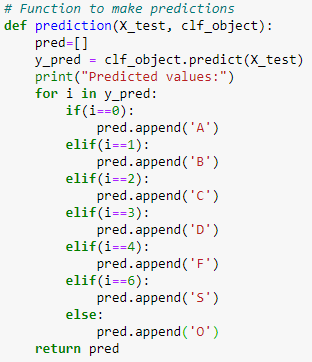 # Function to make predictions
def prediction(X_test, clf_object):
    pred=[]
    y_pred = clf_object.predict(X_test)
    print("Predicted values:")
    for i in y_pred:
        if(i==0):
            pred.append('A')
        elif(i==1):
            pred.append('B')
        elif(i==2):
            pred.append('C')
        elif(i==3):
            pred.append('D')
        elif(i==4):
            pred.append('F')
        elif(i==6):
            pred.append('S')
        else:
            pred.append('O')
    return pred